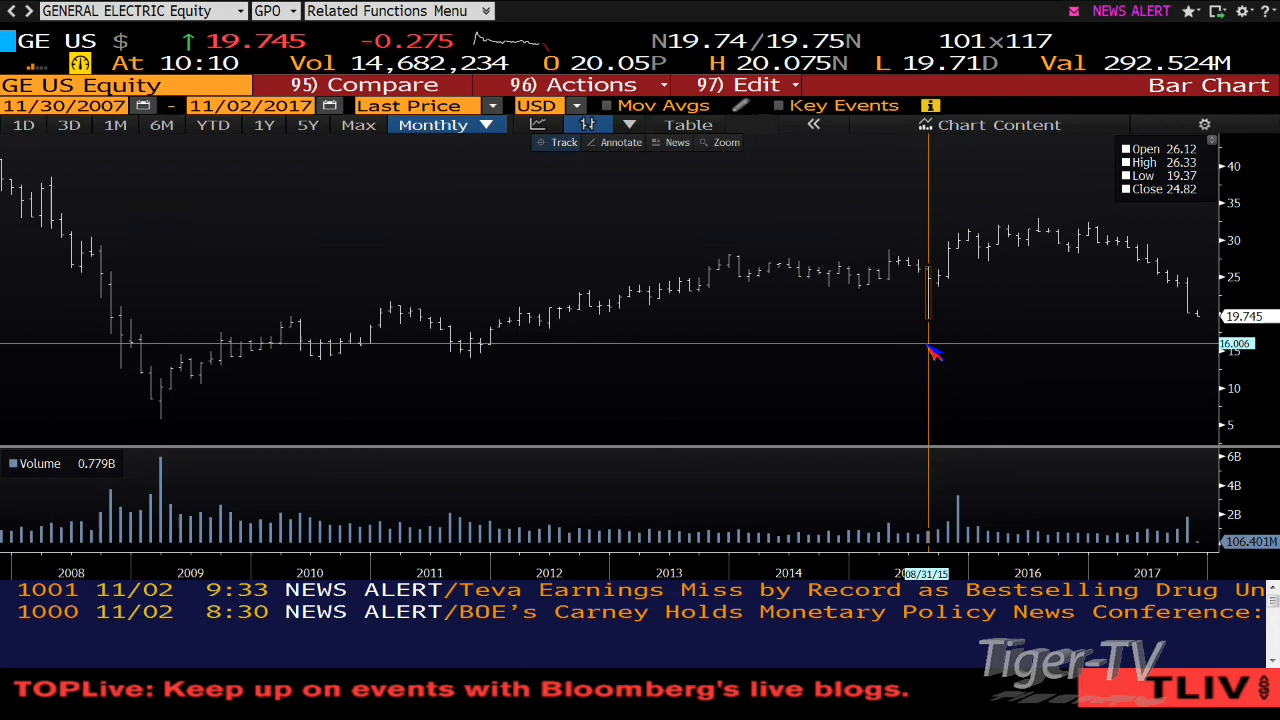 GENERAL ELECTRIC Equity GPO Related Functions Menu NEWS ALERT ?
GE US $ ↑ 19.745 -0.275 N19.74/19.75N 101x117
At 10:10 Vol 14,682,234 O 20.05P H 20.075N L 19.71D Val 292.524M
GE US Equity 95) Compare 96) Actions 97) Edit Bar Chart
11/30/2007 - 11/02/2017 Last Price USD Mov Avgs Key Events i
1D 3D 1M 6M YTD 1Y 5Y Max Monthly ▼ Table « Chart Content
Track Annotate News Zoom
Open 26.12
High 26.33
Low 19.37
Close 24.82
40
35
30
25
19.745
16.006
15
10
5
Volume 0.779B
6B
4B
2B
106.401M
2008 2009 2010 2011 2012 2013 2014 08/31/15 2016 2017
1001 11/02 9:33 NEWS ALERT/Teva Earnings Miss by Record as Bestselling Drug Un
1000 11/02 8:30 NEWS ALERT/BOE's Carney Holds Monetary Policy News Conference:
Tiger-TV
TOPLive: Keep up on events with Bloomberg's live blogs.
TLIV